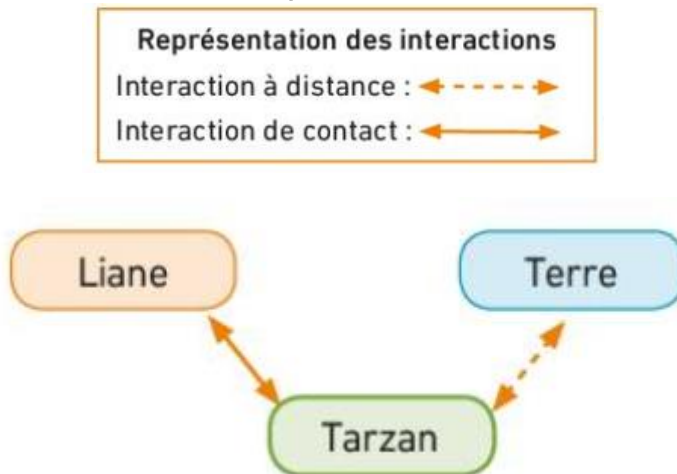 Représentation des interactions
Interaction à distance :
Interaction de contact :
Liane
Terre
Tarzan